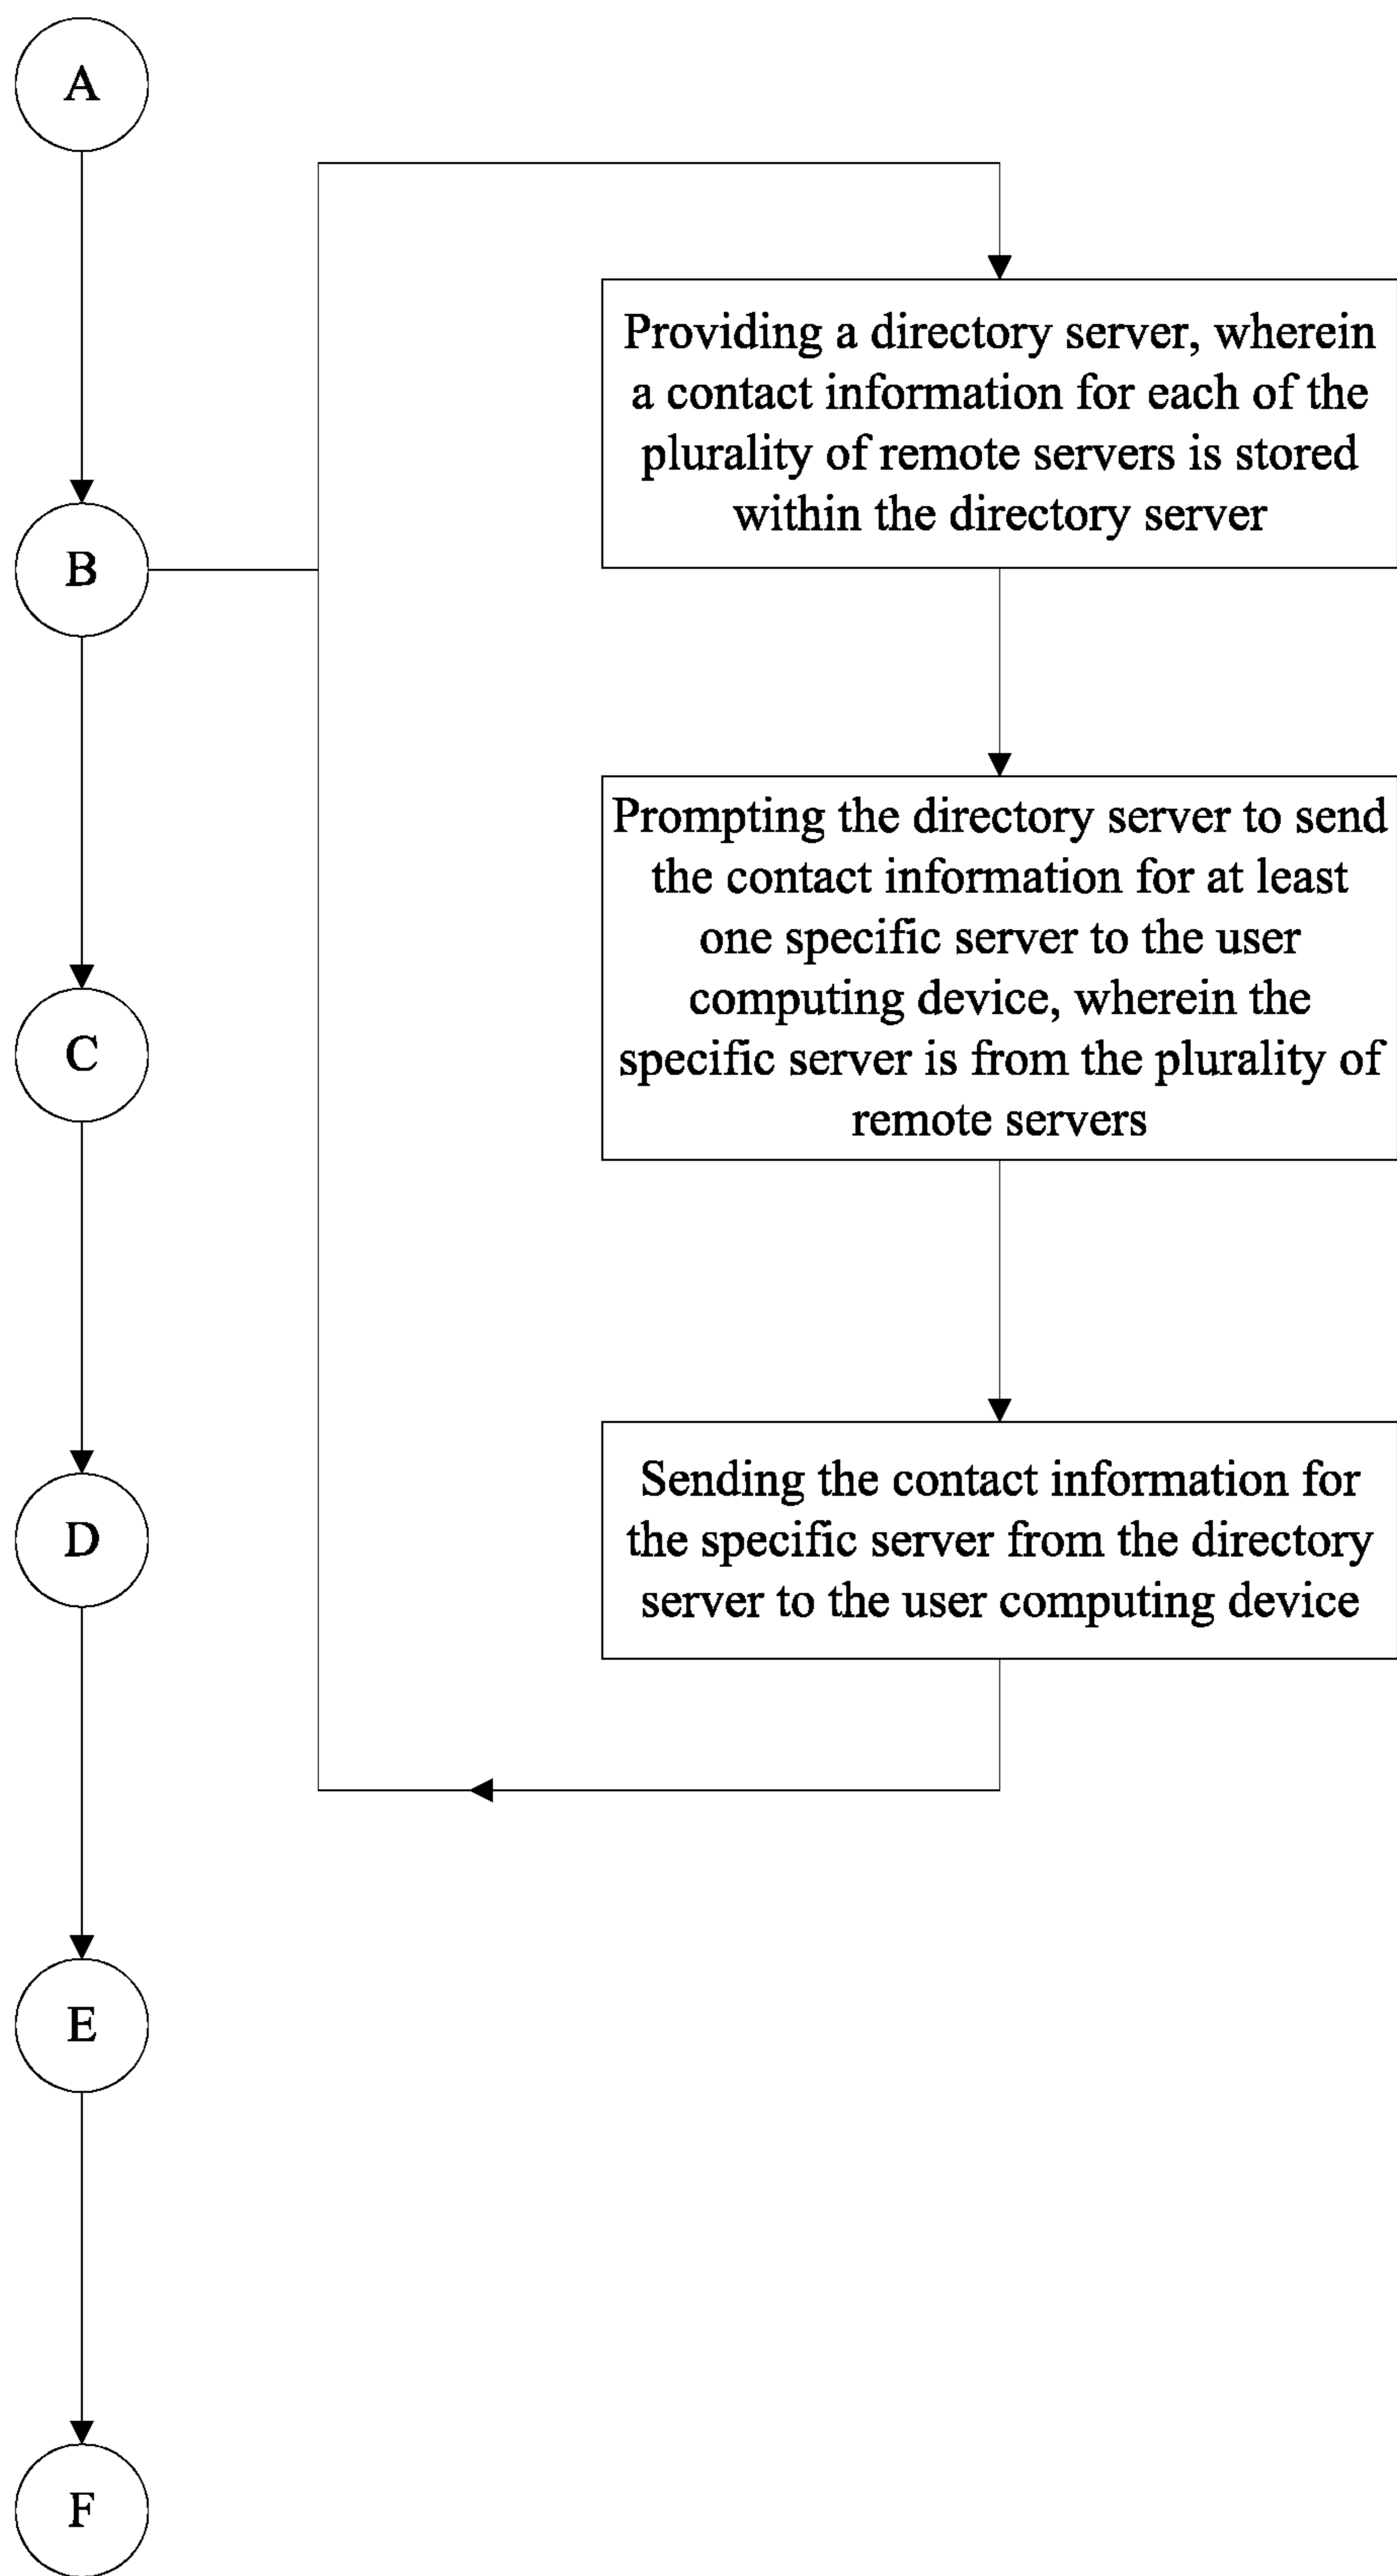 A
B
C
D
E
F
Providing a directory server, wherein
a contact information for each of the
plurality of remote servers is stored
within the directory server
Prompting the directory server to send
the contact information for at least
one specific server to the user
computing device, wherein the
specific server is from the plurality of
remote servers
Sending the contact information for
the specific server from the directory
server to the user computing device